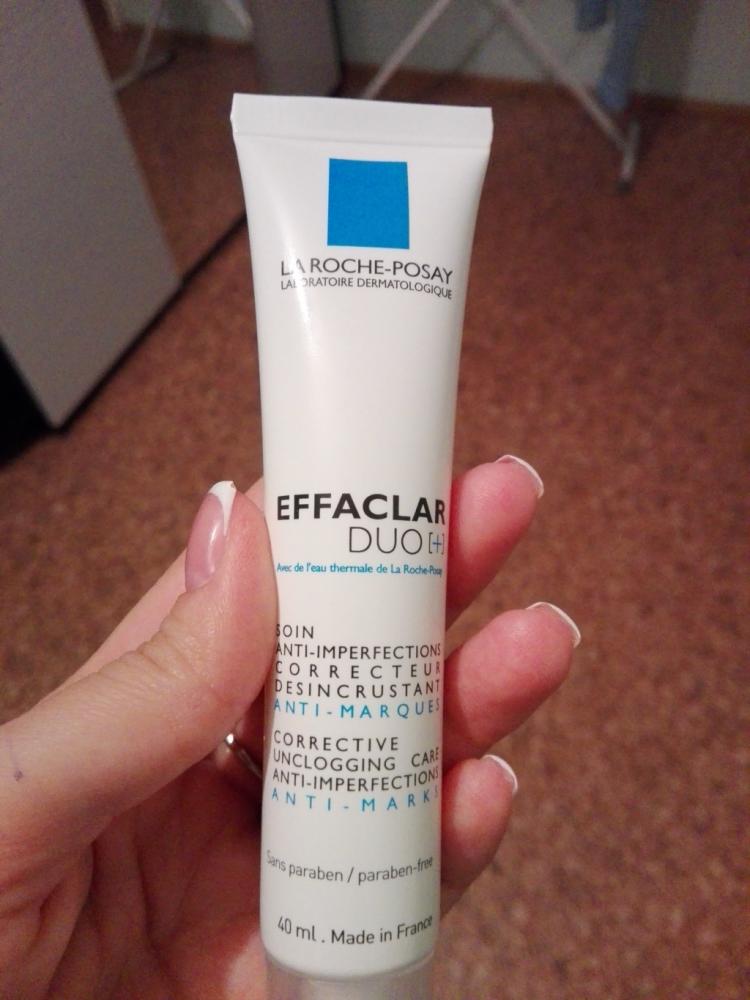 LA ROCHE-POSAY
LABORATOIRE DERMATOLOGIQUE
EFFACLAR
DUO [+]
Avec de l'eau thermale de La Roche-Posay
SOIN
ANTI-IMPERFECTIONS
CORRECTEUR
DESINCRUSTANT
ANTI-MARQUES
CORRECTIVE
UNCLOGGING CARE
ANTI-IMPERFECTIONS
ANTI-MARKS
Sans paraben / paraben-free
40 ml . Made in France